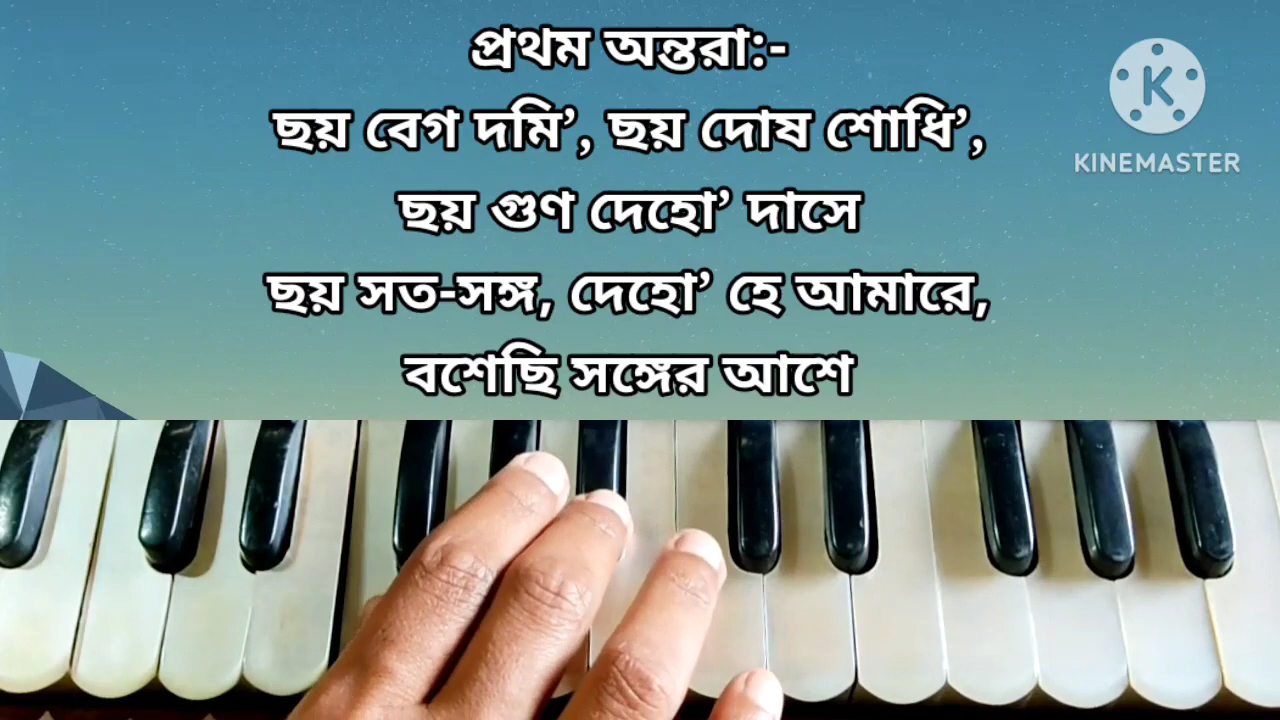 প্রথম অন্তরা:-
ছয় বেগ দমি’, ছয় দোষ শোধি’,
ছয় গুণ দেহো’ দাসে
ছয় সত-সঙ্গ, দেহো’ হে আমারে,
বশেছি সঙ্গের আশে
K
KINEMASTER